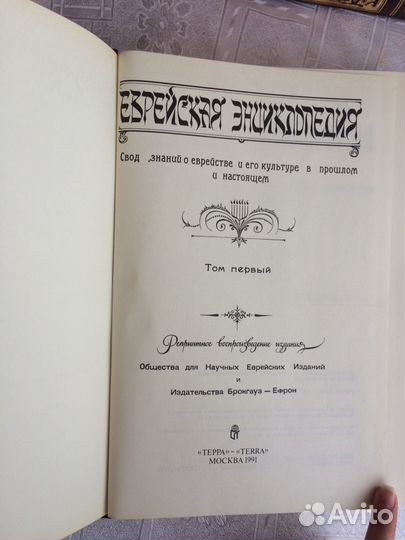 ЕВРЕЙСКАЯ ЭНЦИКЛОПЕДИЯ
Свод знаний о еврействе и его культуре в прошлом
и настоящем
Том первый
Репринтное воспроизведение издания
Общества для Научных Еврейских Изданий
и
Издательства Брокгауз — Ефрон
«ТЕРРА» – «TERRA»
МОСКВА 1991
Avito